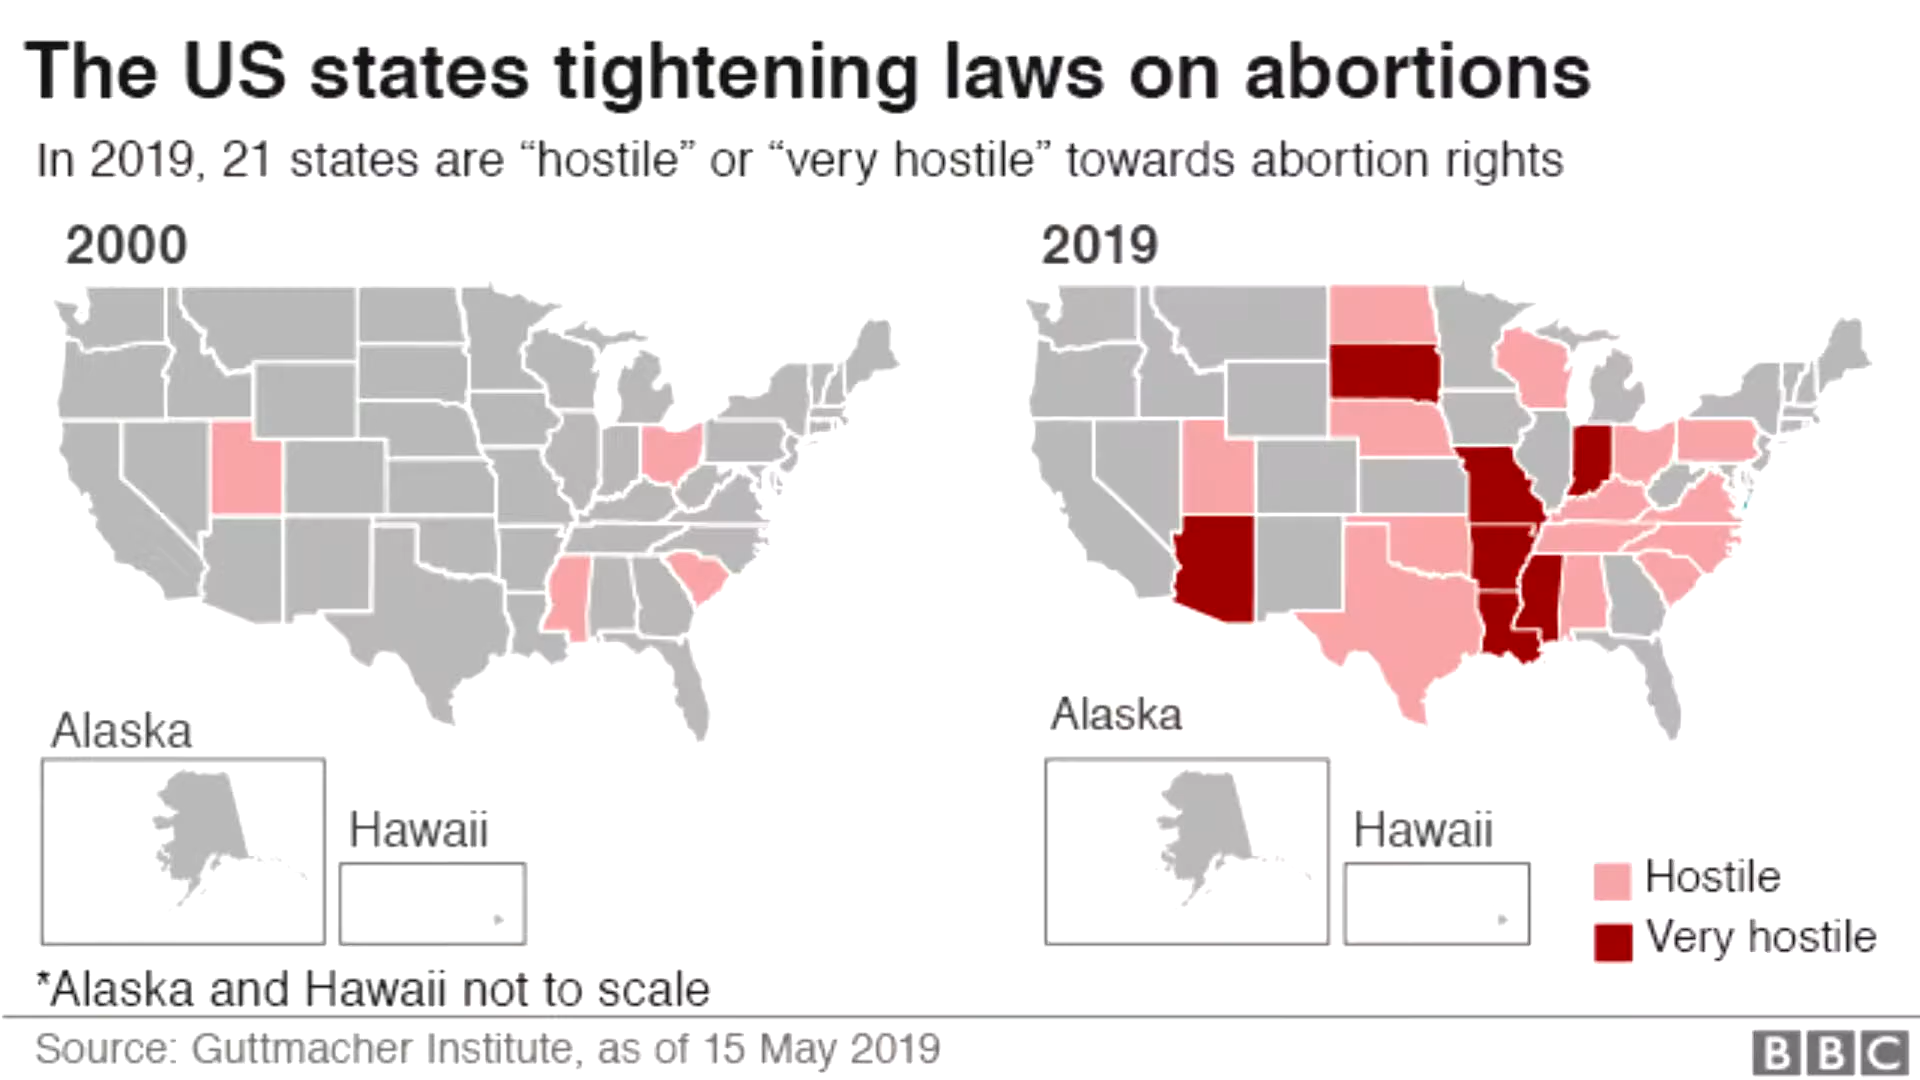 The US states tightening laws on abortions
In 2019, 21 states are “hostile” or “very hostile” towards abortion rights
2000
2019
Alaska
Hawaii
Alaska
Hawaii
Hostile
Very hostile
*Alaska and Hawaii not to scale
Source: Guttmacher Institute, as of 15 May 2019
BBC